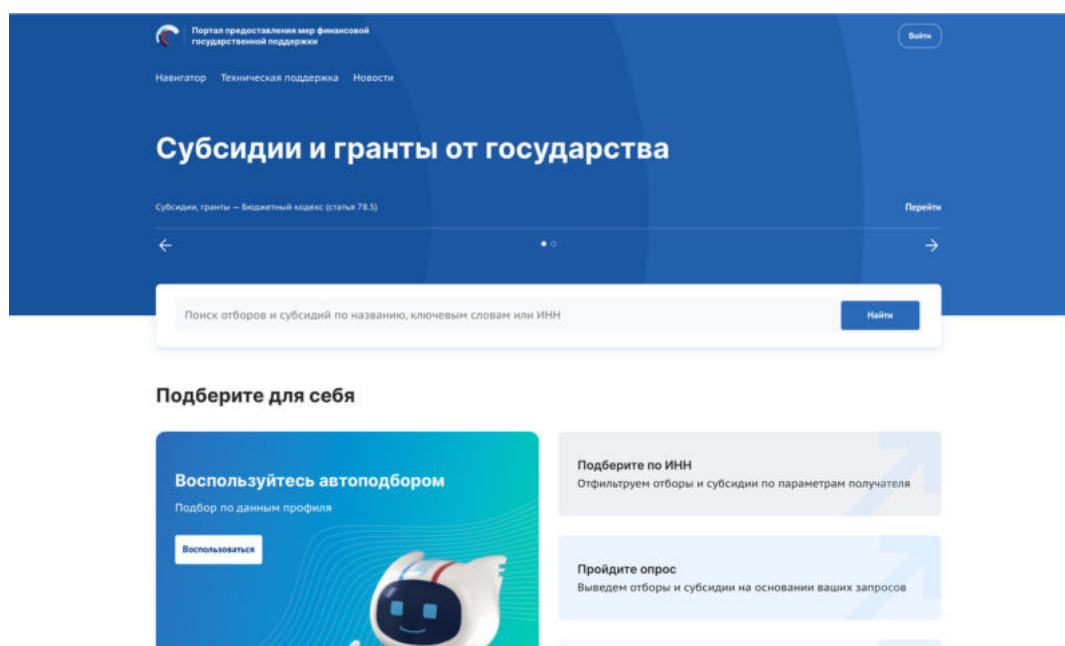 Портал предоставления мер финансовой
государственной поддержки
Войти
Навигатор Техническая поддержка Новости
Субсидии и гранты от государства
Субсидии, гранты — Бюджетный кодекс (статья 78.5)
Перейти
Поиск отборов и субсидий по названию, ключевым словам или ИНН
Найти
Подберите для себя
Воспользуйтесь автоподбором
Подбор по данным профиля
Воспользоваться
Подберите по ИНН
Отфильтруем отборы и субсидии по параметрам получателя
Пройдите опрос
Выведем отборы и субсидии на основании ваших запросов